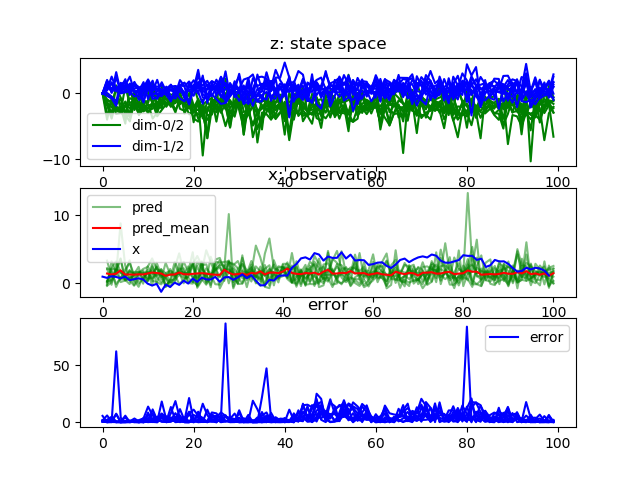 z: state space
0
−10
dim-0/2
dim-1/2
0 20 40 60 80 100
x: observation
10
0
pred
pred_mean
x
0 20 40 60 80 100
error
50
0
error
0 20 40 60 80 100